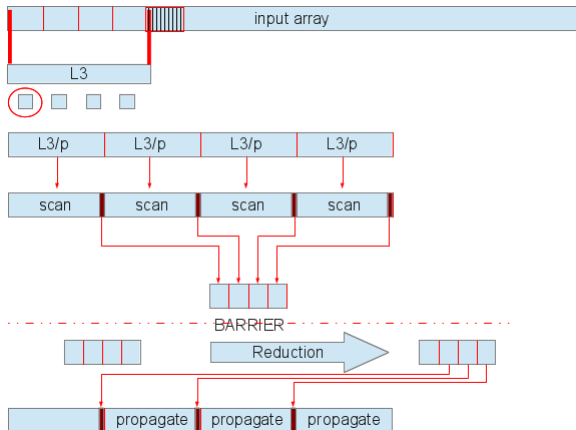 input array
L3
L3/p L3/p L3/p L3/p
scan scan scan scan
BARRIER
Reduction
propagate propagate propagate